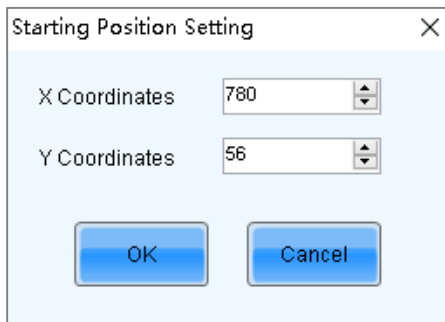 Starting Position Setting
X Coordinates 780
Y Coordinates 56
OK Cancel